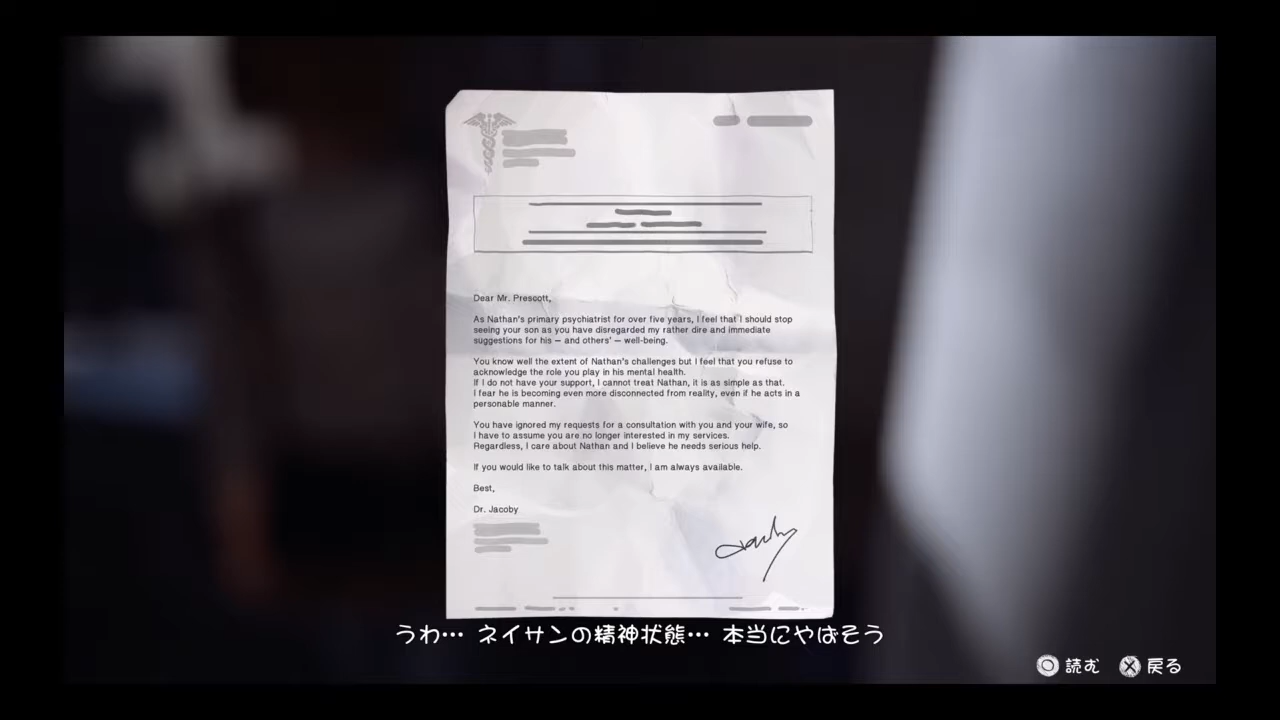 Dear Mr. Prescott,
As Nathan's primary psychiatrist for over five years, I feel that I should stop
seeing your son as you have disregarded my rather dire and immediate
suggestions for his — and others' — well-being.
You know well the extent of Nathan's challenges but I feel that you refuse to
acknowledge the role you play in his mental health.
If I do not have your support, I cannot treat Nathan, it is as simple as that.
I fear he is becoming even more disconnected from reality, even if he acts in a
personable manner.
You have ignored my requests for a consultation with you and your wife, so
I have to assume you are no longer interested in my services.
Regardless, I care about Nathan and I believe he needs serious help.
If you would like to talk about this matter, I am always available.
Best,
Dr. Jacoby
うわ… ネイサンの精神状態… 本当にやばそう
読む 戻る